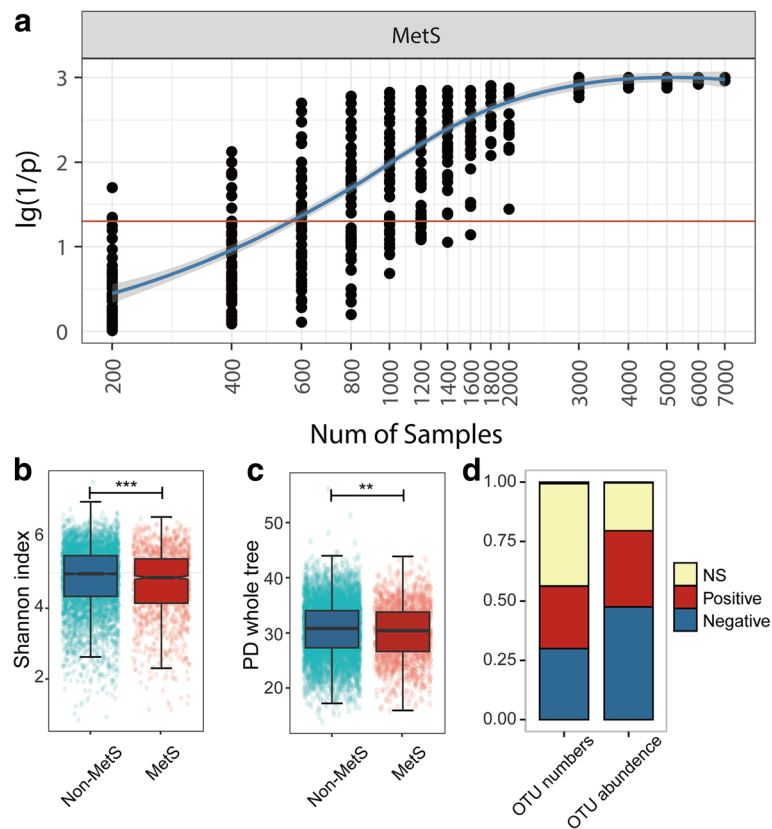 a
MetS
3
2
1
0
lg(1/p)
200
400
600
800
1000
1200
1400
1600
1800
2000
3000
4000
5000
6000
7000
Num of Samples
b
***
6
4
2
Shannon index
Non-MetS
MetS
c
**
50
40
30
20
PD whole tree
Non-MetS
MetS
d
1.00
0.75
0.50
0.25
0.00
OTU numbers
OTU abundance
NS
Positive
Negative